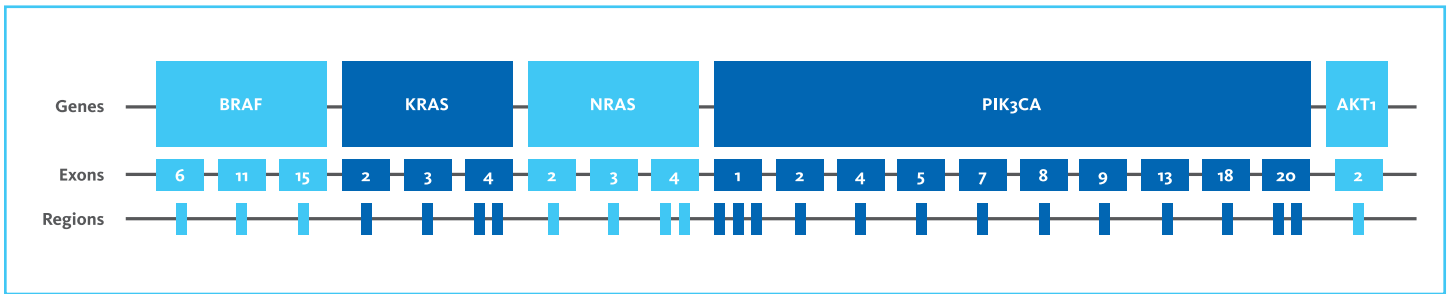 Genes BRAF KRAS NRAS PIK3CA AKT1
Exons 6 11 15 2 3 4 2 3 4 1 2 4 5 7 8 9 13 18 20 2
Regions